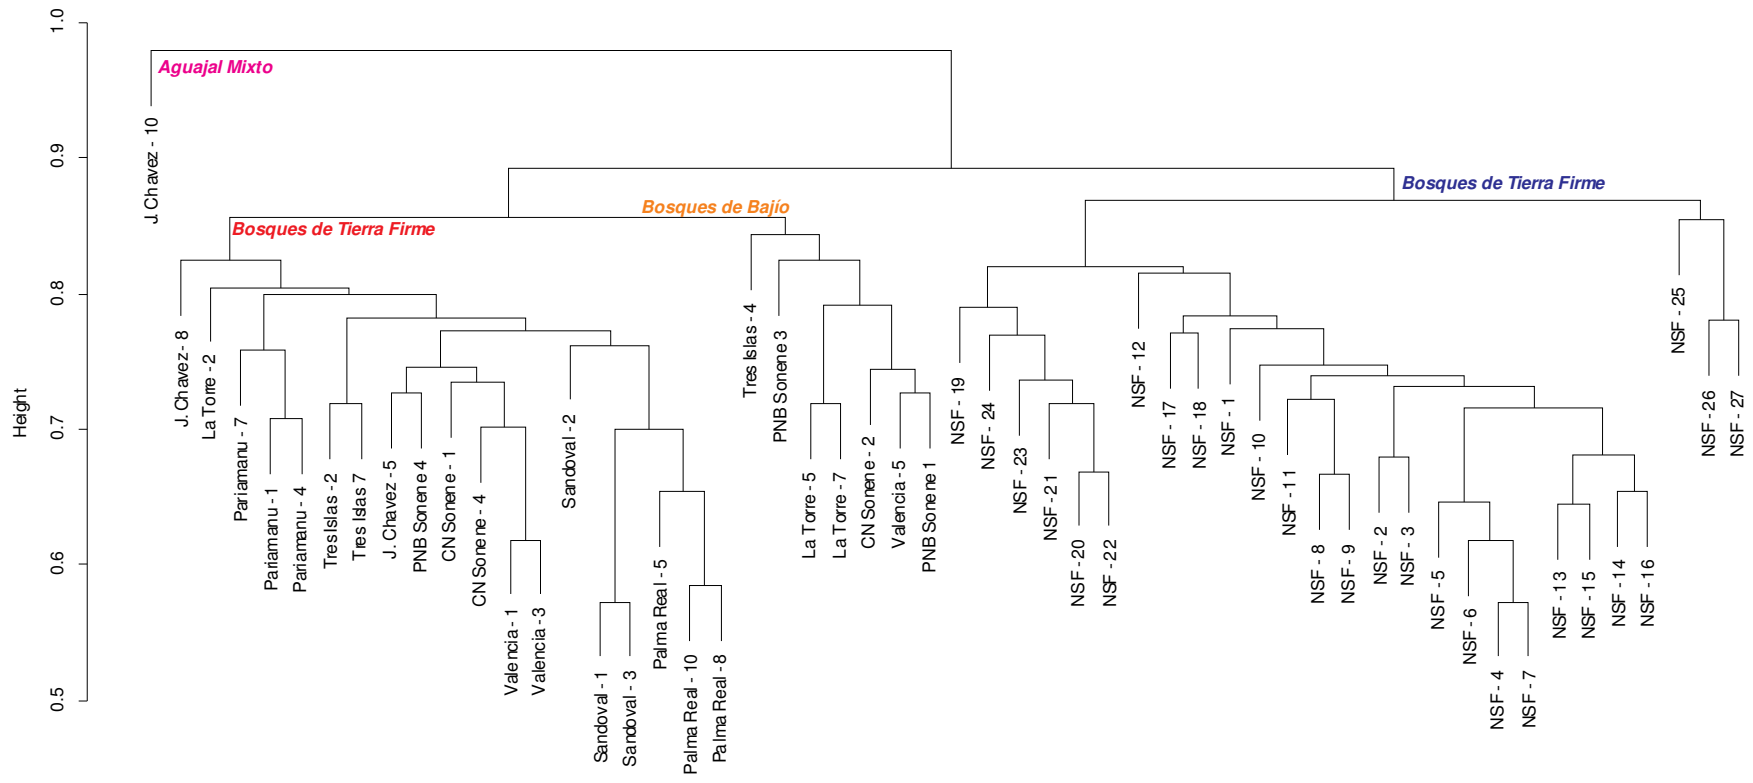 1.0
0.9
0.8
0.7
0.6
0.5
Height
Aguajal Mixto
Bosques de Tierra Firme
Bosques de Bajío
Bosques de Tierra Firme
J. Chavez - 10
J. Chavez - 8
La Torre - 2
Pariamanu - 7
Pariamanu - 1
Pariamanu - 4
Tres Islas - 2
Tres Islas 7
J. Chavez - 5
PNB Sonene 4
CN Sonene - 1
CN Sonene - 4
Valencia - 1
Valencia - 3
Sandoval - 2
Sandoval - 1
Sandoval - 3
Palma Real - 5
Palma Real - 10
Palma Real - 8
Tres Islas - 4
PNB Sonene 3
La Torre - 5
La Torre - 7
CN Sonene - 2
Valencia - 5
PNB Sonene 1
NSF - 19
NSF - 24
NSF - 23
NSF - 21
NSF - 20
NSF - 22
NSF - 12
NSF - 17
NSF - 18
NSF - 1
NSF - 10
NSF - 11
NSF - 8
NSF - 9
NSF - 2
NSF - 3
NSF - 5
NSF - 6
NSF - 4
NSF - 7
NSF - 13
NSF - 15
NSF - 14
NSF - 16
NSF - 25
NSF - 26
NSF - 27